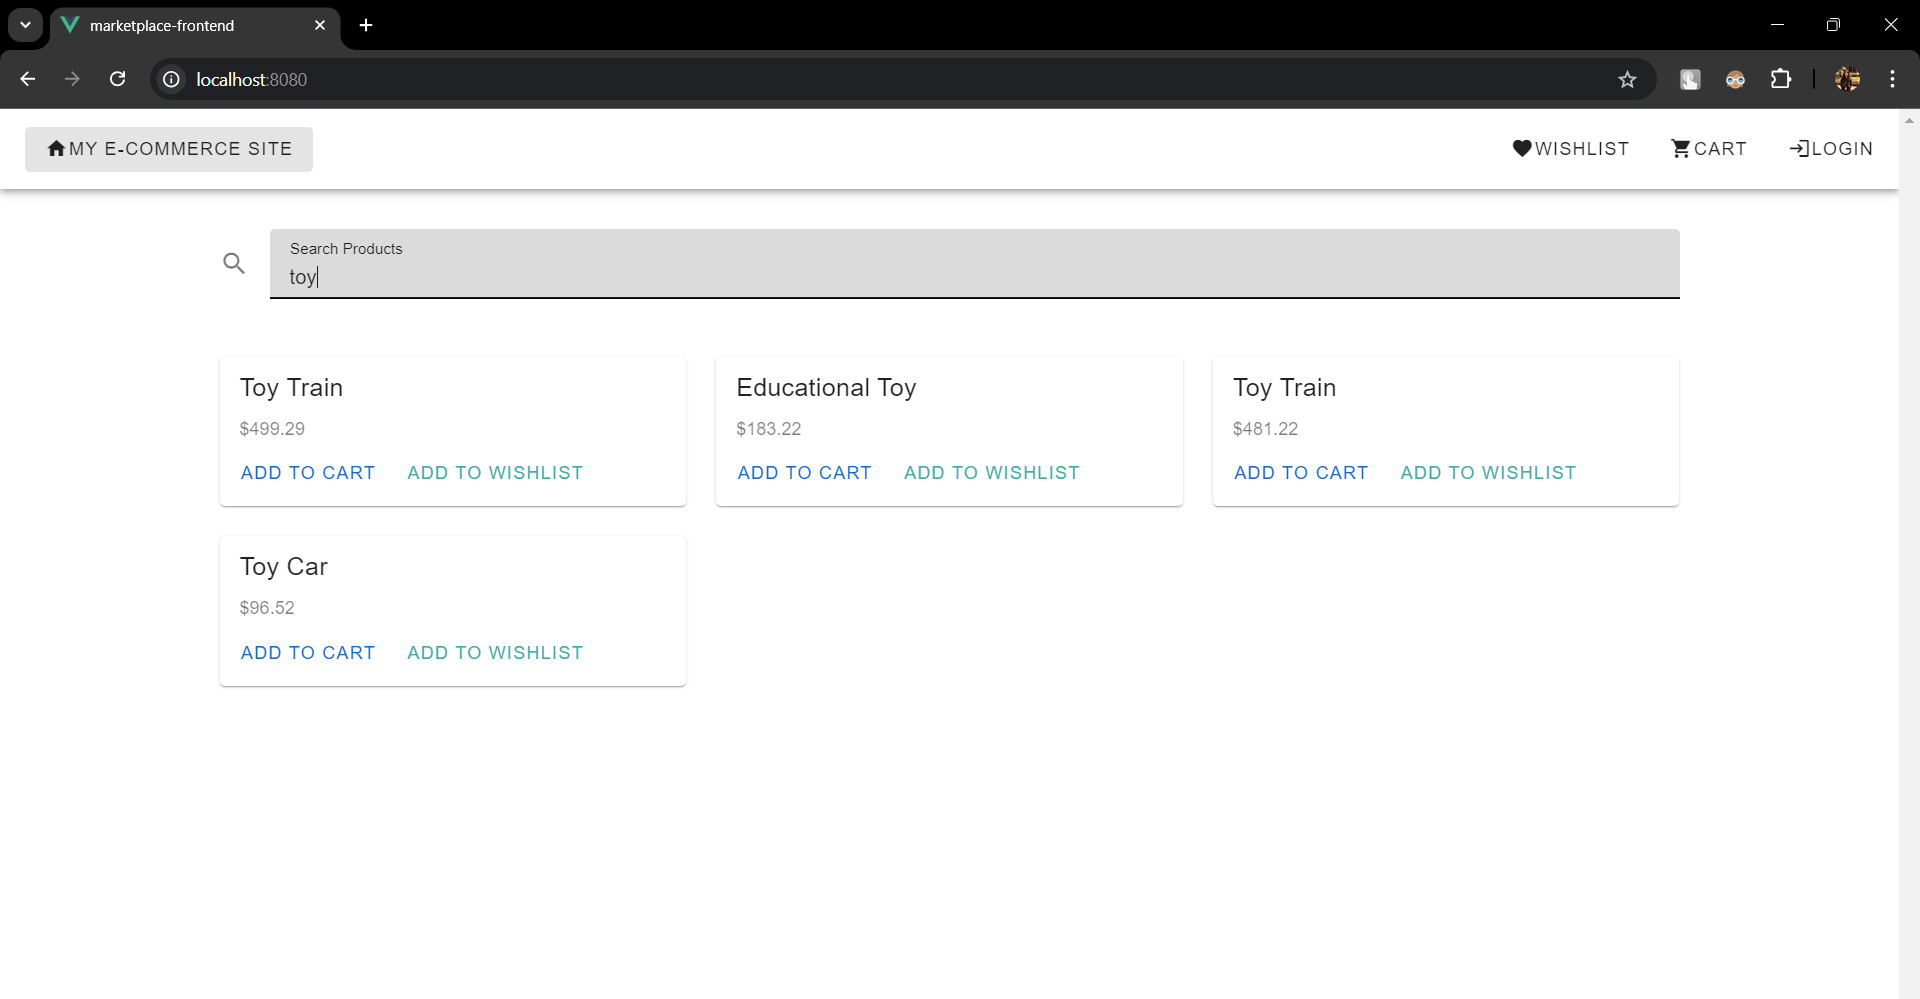 marketplace-frontend
localhost:8080
MY E-COMMERCE SITE
WISHLIST
CART
LOGIN
Search Products
toy
Toy Train
$499.29
ADD TO CART ADD TO WISHLIST
Educational Toy
$183.22
ADD TO CART ADD TO WISHLIST
Toy Train
$481.22
ADD TO CART ADD TO WISHLIST
Toy Car
$96.52
ADD TO CART ADD TO WISHLIST